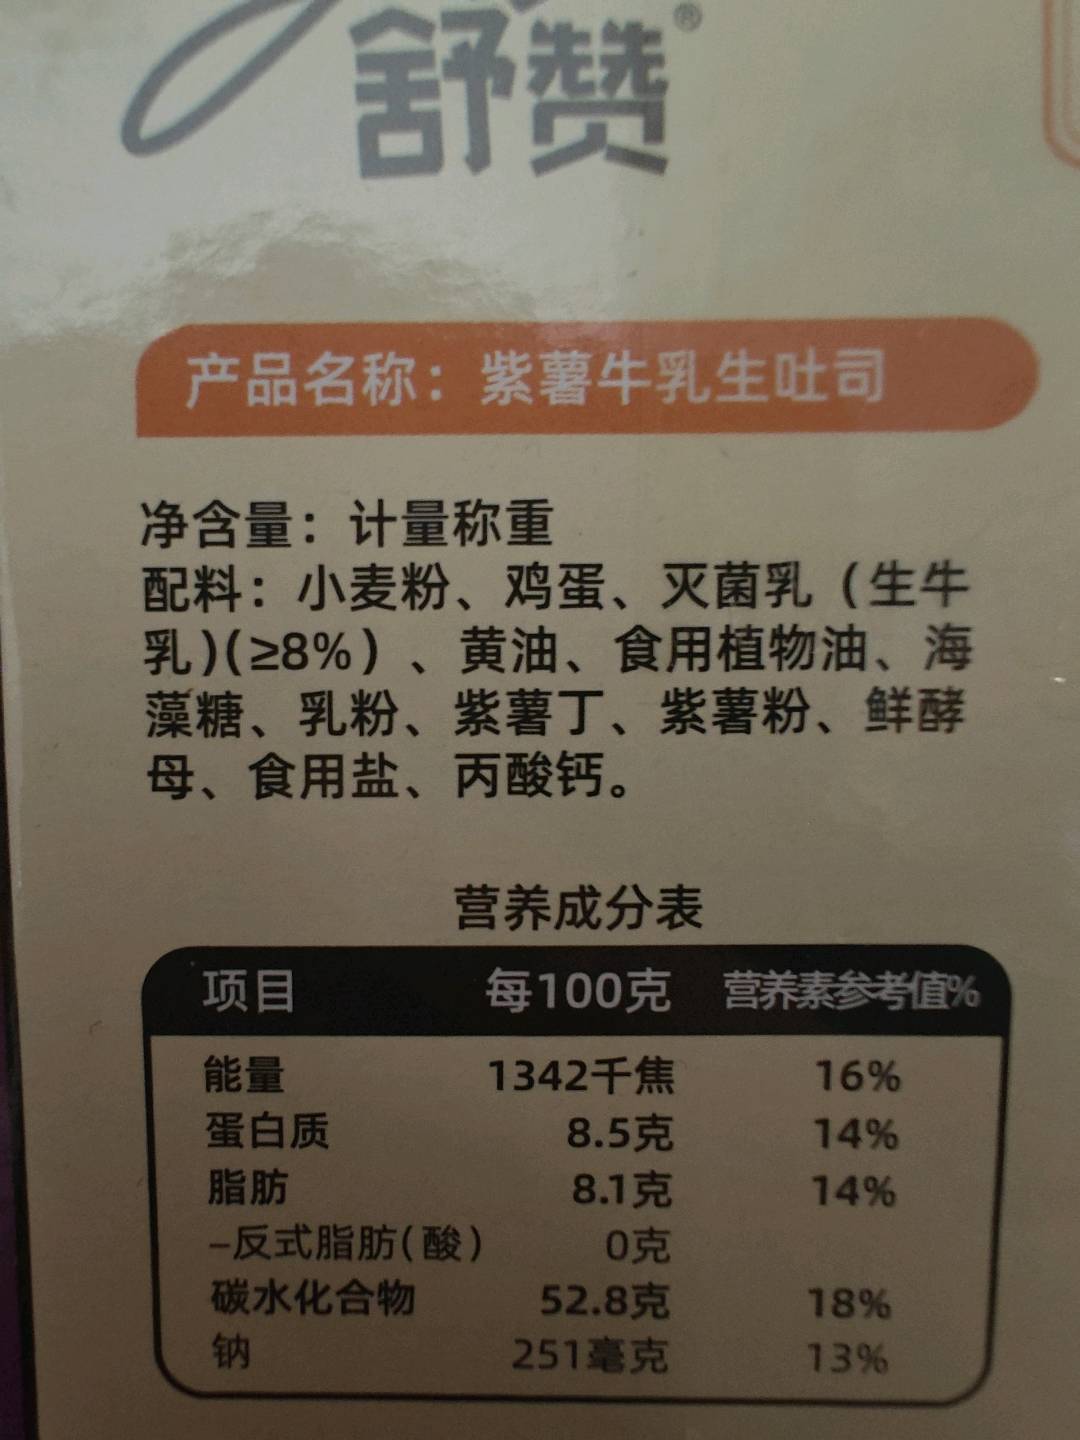 舒赞®
产品名称：紫薯牛乳生吐司
净含量：计量称重
配料：小麦粉、鸡蛋、灭菌乳（生牛
乳)(≥8%）、黄油、食用植物油、海
藻糖、乳粉、紫薯丁、紫薯粉、鲜酵
母、食用盐、丙酸钙。
营养成分表
项目 每100克 营养素参考值%
能量 1342千焦 16%
蛋白质 8.5克 14%
脂肪 8.1克 14%
–反式脂肪(酸) 0克
碳水化合物 52.8克 18%
钠 251毫克 13%